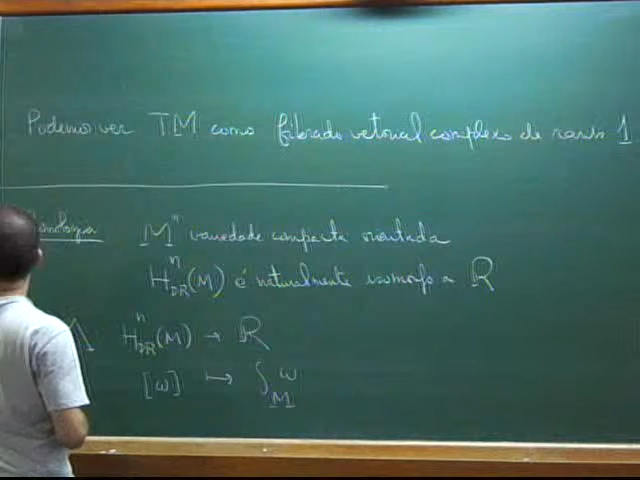 Podemos ver TM como fibrado vetorial complexo de rank 1
M^n variedade compacta orientada
H^n_DR(M) é naturalmente isomorfo a ℝ
H^n_DR(M) → ℝ
[ω] ↦ ∫_M ω